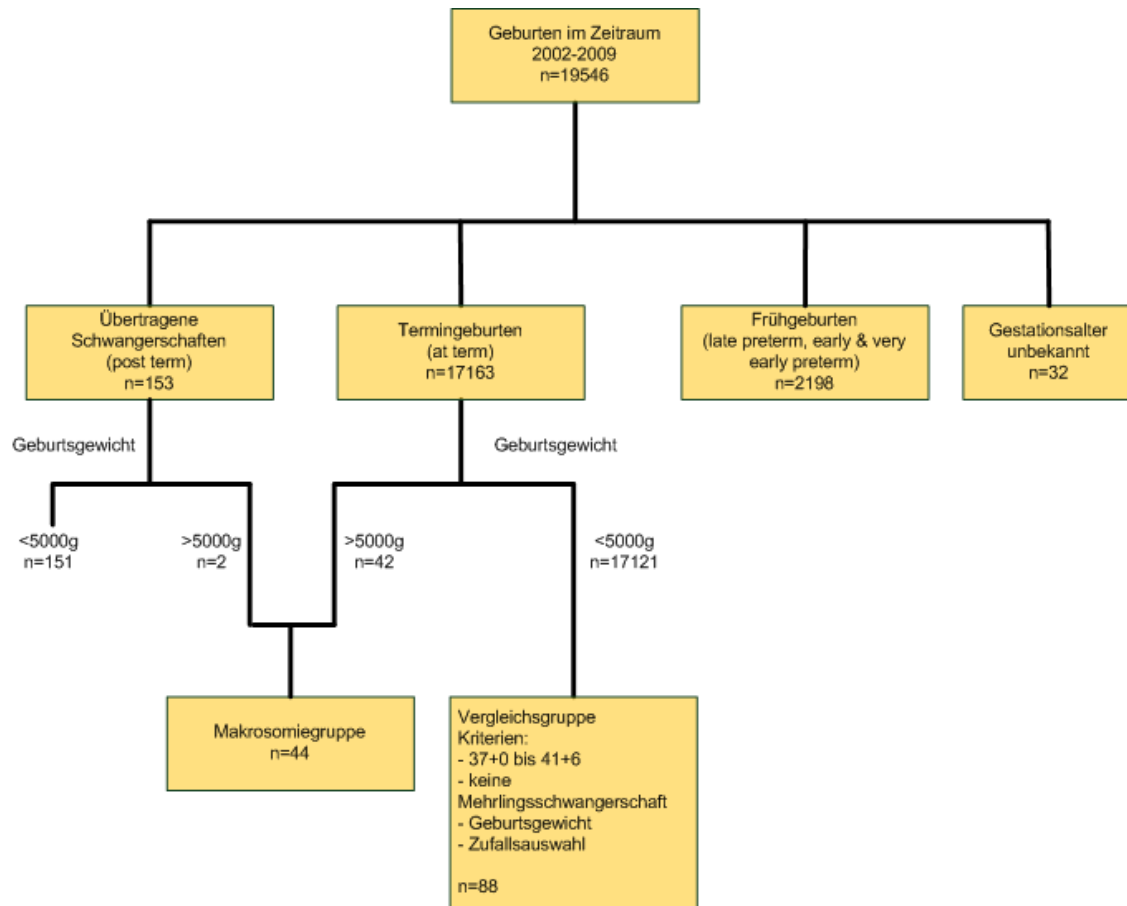 Geburten im Zeitraum
2002-2009
n=19546
Übertragene
Schwangerschaften
(post term)
n=153
Termingeburten
(at term)
n=17163
Frühgeburten
(late preterm, early & very
early preterm)
n=2198
Gestationsalter
unbekannt
n=32
Geburtsgewicht
Geburtsgewicht
<5000g
n=151
>5000g
n=2
>5000g
n=42
<5000g
n=17121
Makrosomiegruppe
n=44
Vergleichsgruppe
Kriterien:
- 37+0 bis 41+6
- keine
Mehrlingsschwangerschaft
- Geburtsgewicht
- Zufallsauswahl
n=88